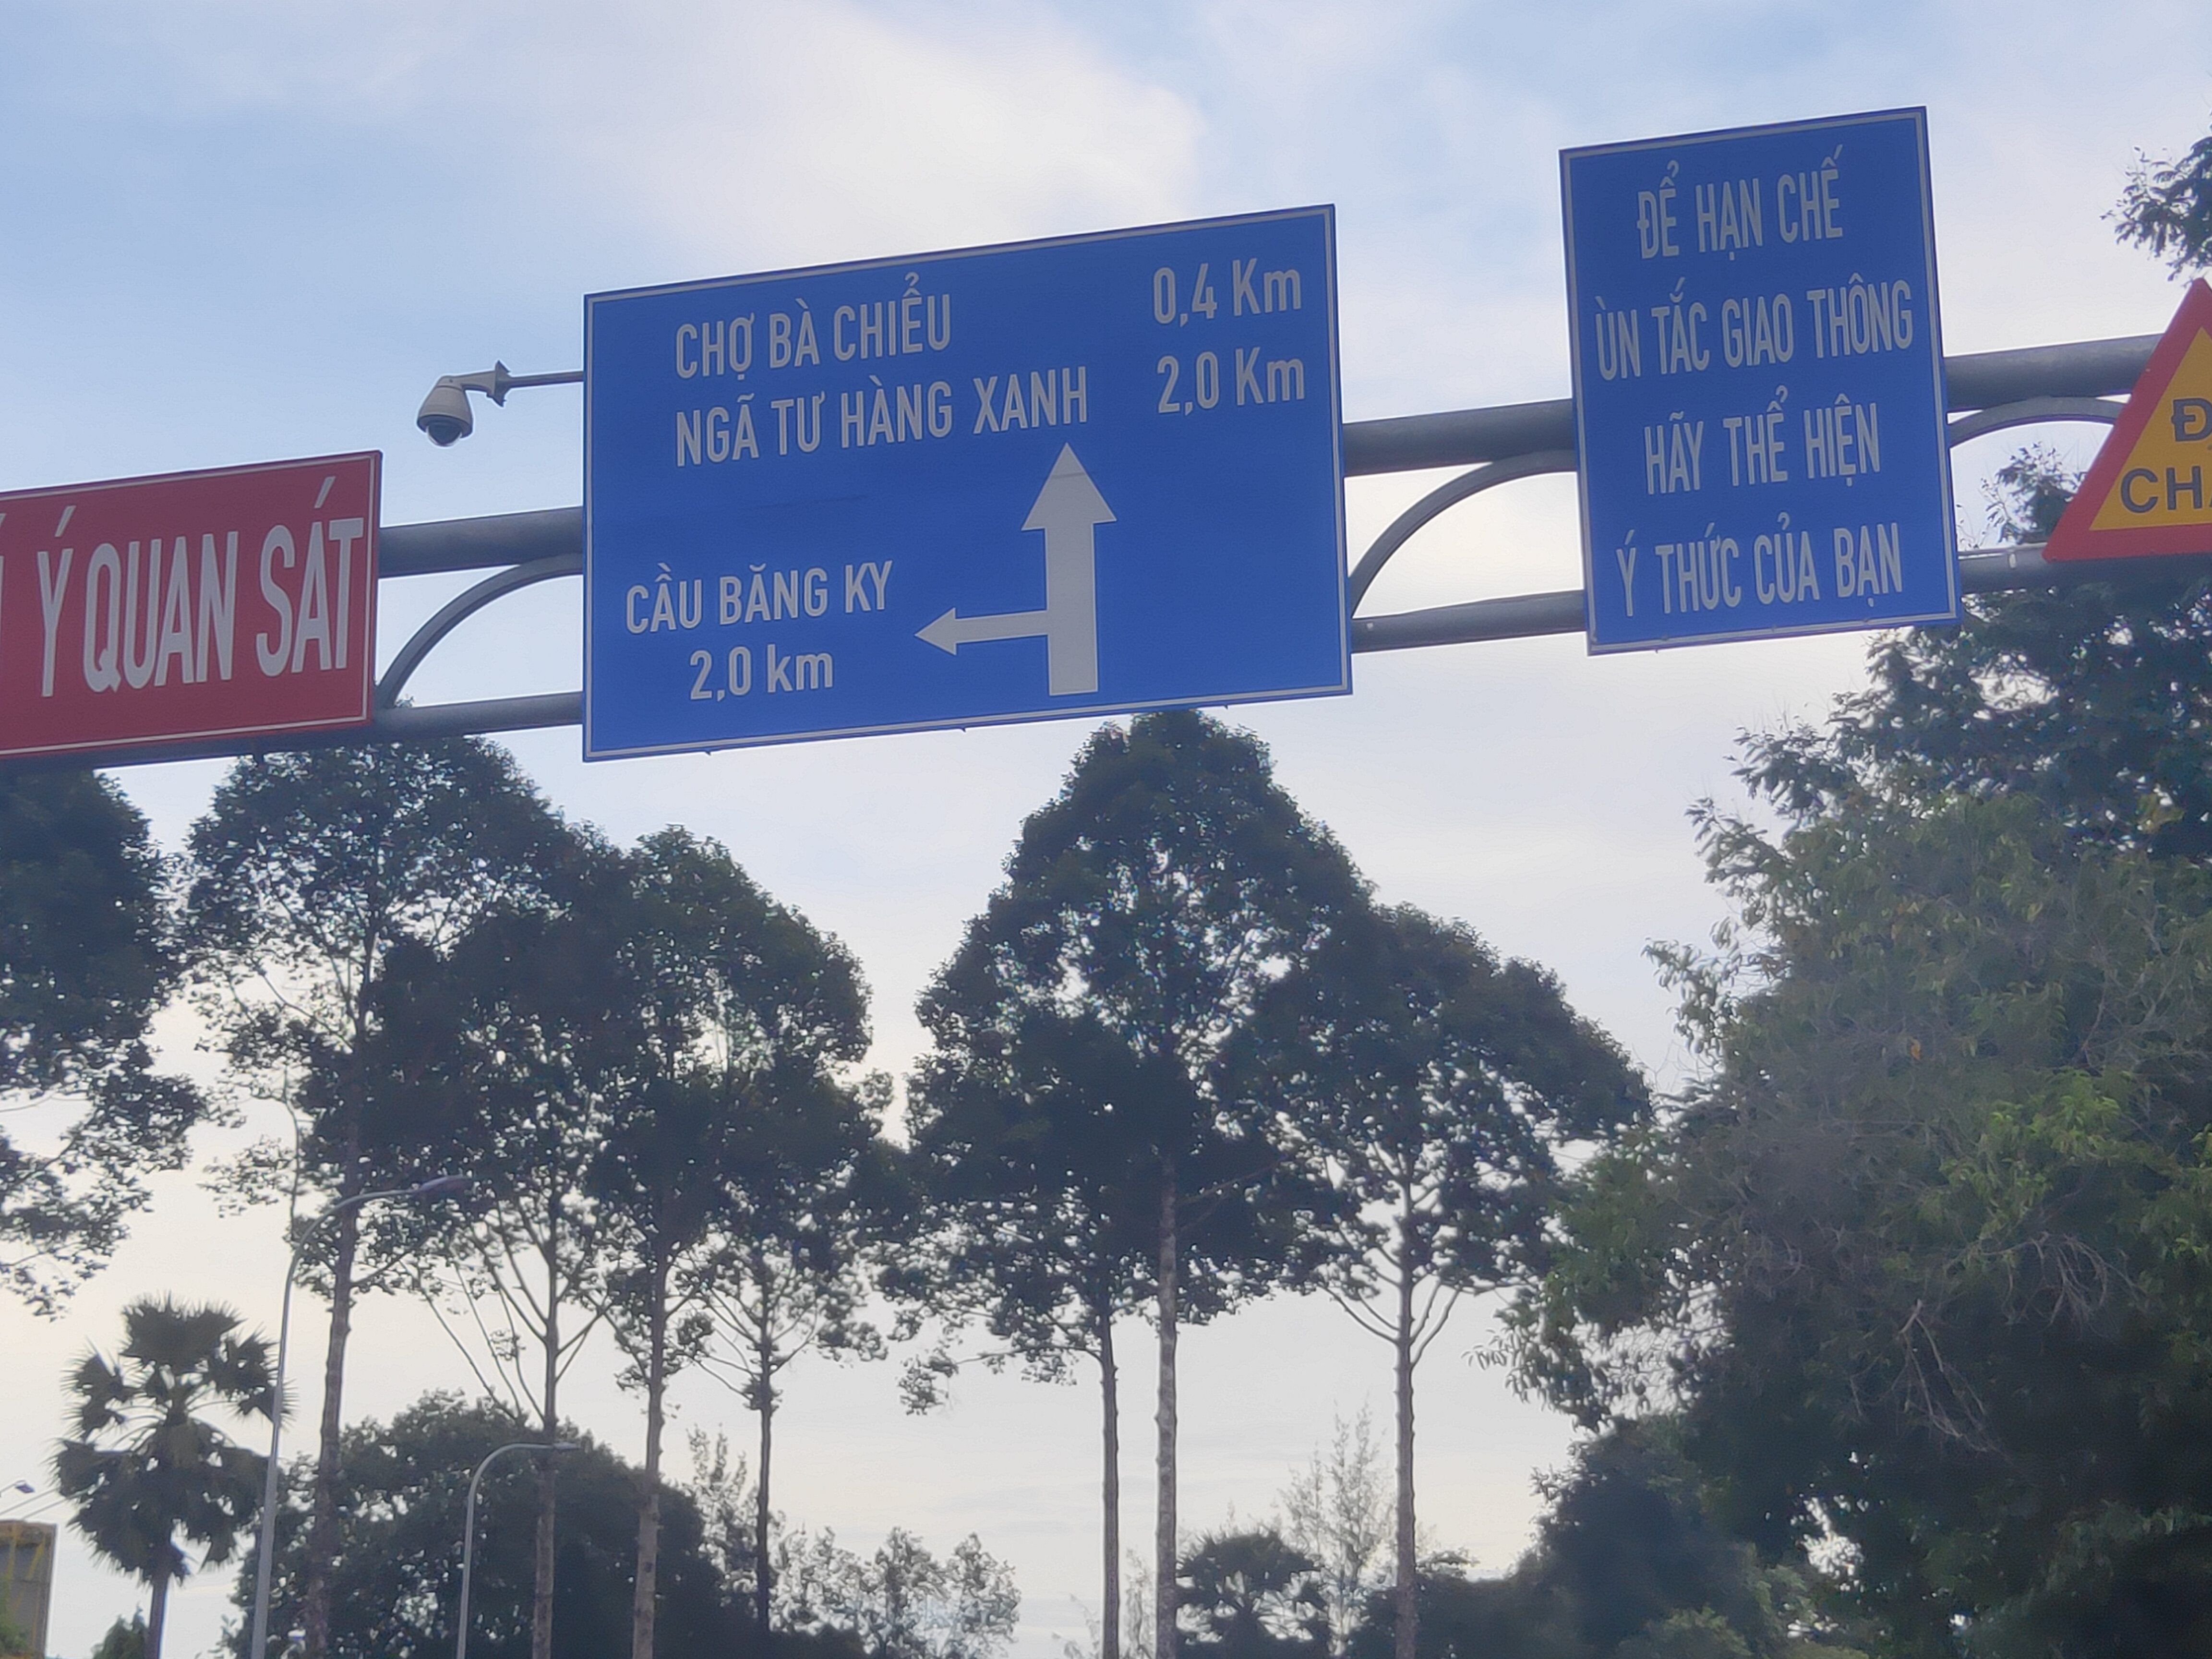 Ý QUAN SÁT
CHỢ BÀ CHIỂU 0,4 Km
NGÃ TƯ HÀNG XANH 2,0 Km
CẦU BĂNG KY
2,0 km
ĐỂ HẠN CHẾ
ÙN TẮC GIAO THÔNG
HÃY THỂ HIỆN
Ý THỨC CỦA BẠN